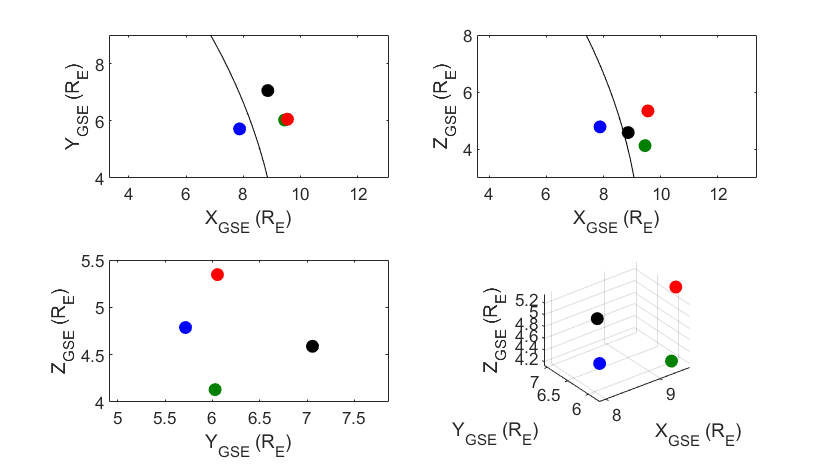 8
6
4
Y_GSE (R_E)
4 6 8 10 12
X_GSE (R_E)
8
6
4
Z_GSE (R_E)
4 6 8 10 12
X_GSE (R_E)
5.5
5
4.5
4
Z_GSE (R_E)
5 5.5 6 6.5 7 7.5
Y_GSE (R_E)
5.2
5
4.8
4.6
4.4
4.2
Z_GSE (R_E)
7
6.5
6
Y_GSE (R_E)
8 9
X_GSE (R_E)